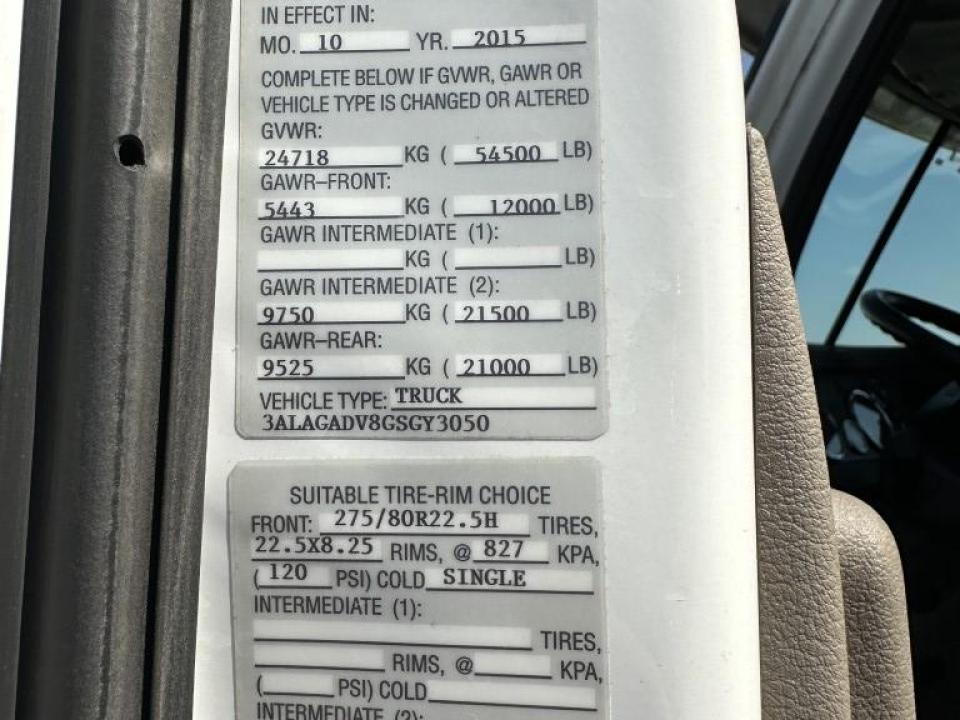 IN EFFECT IN:
MO. 10 YR. 2015
COMPLETE BELOW IF GVWR, GAWR OR
VEHICLE TYPE IS CHANGED OR ALTERED
GVWR:
24718 KG ( 54500 LB)
GAWR–FRONT:
5443 KG ( 12000 LB)
GAWR INTERMEDIATE (1):
KG ( LB)
GAWR INTERMEDIATE (2):
9750 KG ( 21500 LB)
GAWR–REAR:
9525 KG ( 21000 LB)
VEHICLE TYPE: TRUCK
3ALAGADV8GSGY3050
SUITABLE TIRE-RIM CHOICE
FRONT: 275/80R22.5H TIRES,
22.5X8.25 RIMS, @ 827 KPA,
( 120 PSI) COLD SINGLE
INTERMEDIATE (1):
TIRES,
RIMS, @ KPA,
( PSI) COLD
INTERMEDIATE (2):